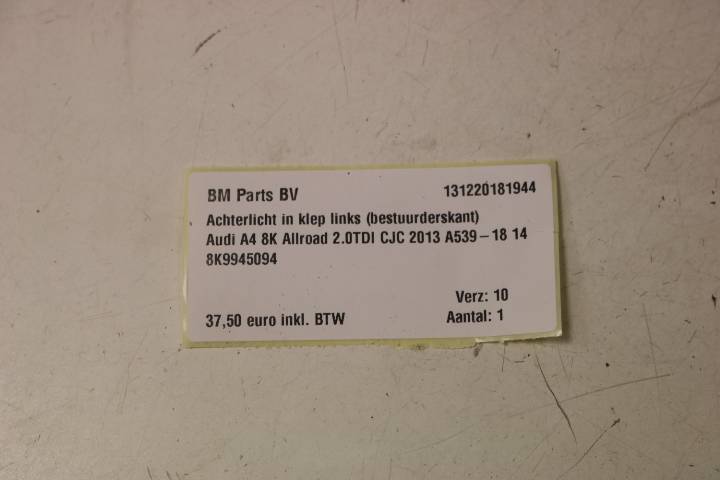 BM Parts BV 131220181944
Achterlicht in klep links (bestuurderskant)
Audi A4 8K Allroad 2.0TDI CJC 2013 A539-18 14
8K9945094
Verz: 10
37,50 euro inkl. BTW Aantal: 1